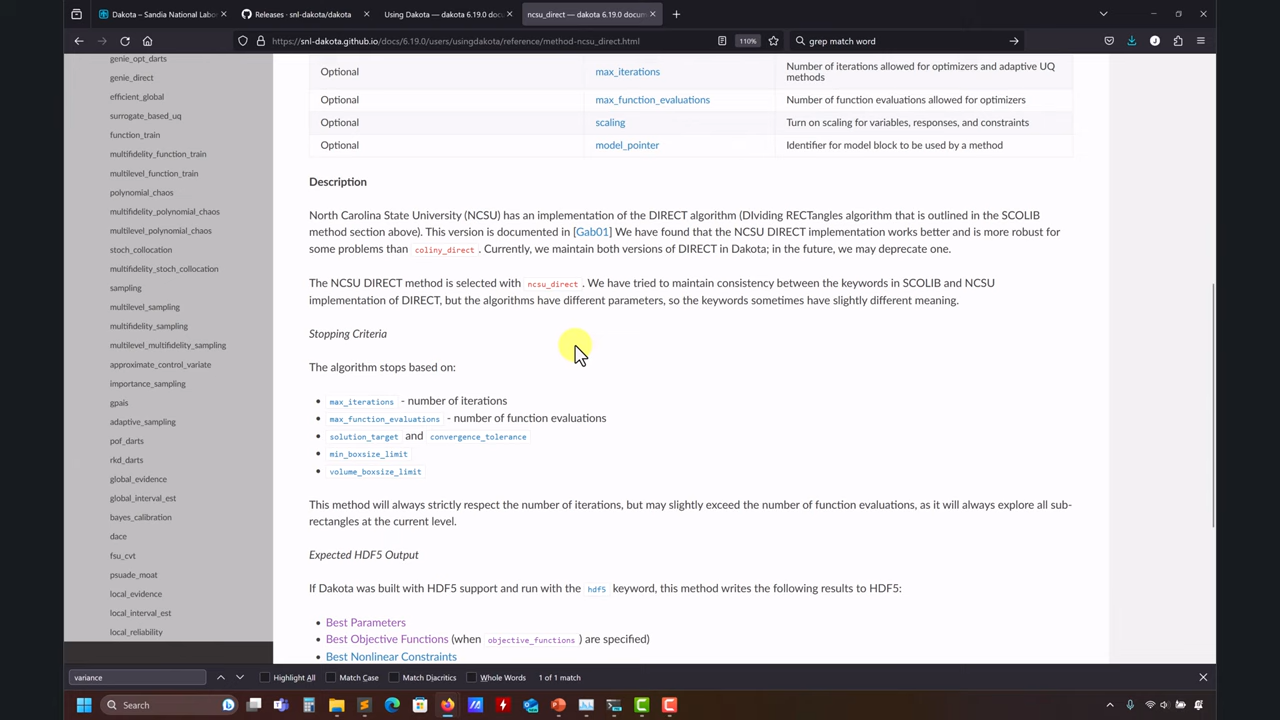 Dakota – Sandia National Labor
Releases · snl-dakota/dakota
Using Dakota — dakota 6.19.0 docum
ncsu_direct — dakota 6.19.0 docum
https://snl-dakota.github.io/docs/6.19.0/users/usingdakota/reference/method-ncsu_direct.html
110%
grep match word
genie_opt_darts
genie_direct
efficient_global
surrogate_based_uq
function_train
multifidelity_function_train
multilevel_function_train
polynomial_chaos
multifidelity_polynomial_chaos
multilevel_polynomial_chaos
stoch_collocation
multifidelity_stoch_collocation
sampling
multilevel_sampling
multifidelity_sampling
multilevel_multifidelity_sampling
approximate_control_variate
importance_sampling
gpais
adaptive_sampling
pof_darts
rkd_darts
global_evidence
global_interval_est
bayes_calibration
dace
fsu_cvt
psuade_moat
local_evidence
local_interval_est
local_reliability
Optional max_iterations Number of iterations allowed for optimizers and adaptive UQ
methods
Optional max_function_evaluations Number of function evaluations allowed for optimizers
Optional scaling Turn on scaling for variables, responses, and constraints
Optional model_pointer Identifier for model block to be used by a method
Description
North Carolina State University (NCSU) has an implementation of the DIRECT algorithm (DIviding RECTangles algorithm that is outlined in the SCOLIB
method section above). This version is documented in [Gab01] We have found that the NCSU DIRECT implementation works better and is more robust for
some problems than coliny_direct . Currently, we maintain both versions of DIRECT in Dakota; in the future, we may deprecate one.
The NCSU DIRECT method is selected with ncsu_direct . We have tried to maintain consistency between the keywords in SCOLIB and NCSU
implementation of DIRECT, but the algorithms have different parameters, so the keywords sometimes have slightly different meaning.
Stopping Criteria
The algorithm stops based on:
• max_iterations - number of iterations
• max_function_evaluations - number of function evaluations
• solution_target and convergence_tolerance
• min_boxsize_limit
• volume_boxsize_limit
This method will always strictly respect the number of iterations, but may slightly exceed the number of function evaluations, as it will always explore all sub-
rectangles at the current level.
Expected HDF5 Output
If Dakota was built with HDF5 support and run with the hdf5 keyword, this method writes the following results to HDF5:
• Best Parameters
• Best Objective Functions (when objective_functions ) are specified)
• Best Nonlinear Constraints
variance
Highlight All
Match Case
Match Diacritics
Whole Words
1 of 1 match
Search